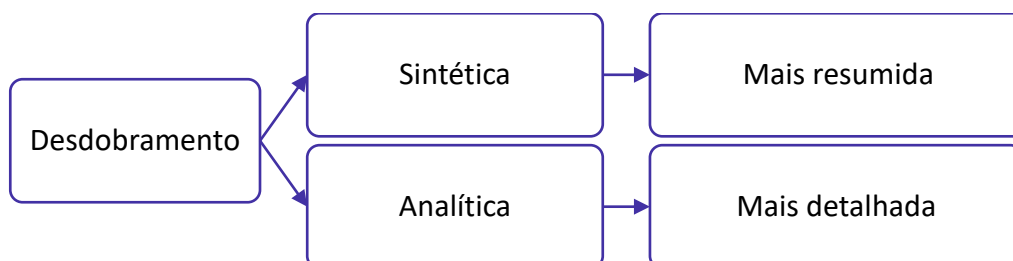 Desdobramento
Sintética
Mais resumida
Analítica
Mais detalhada